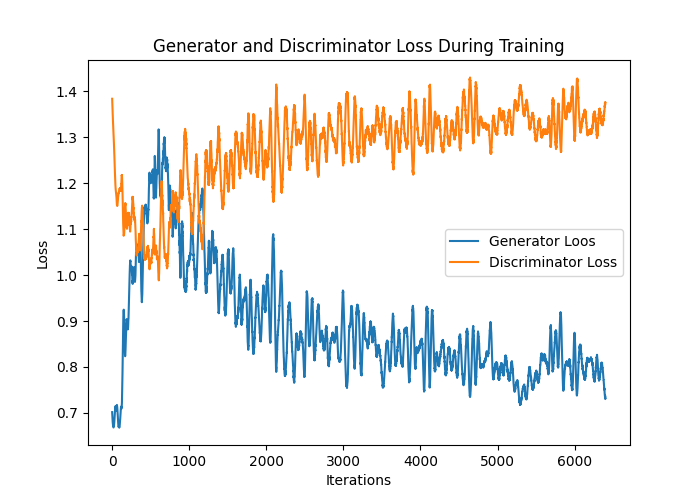 Generator and Discriminator Loss During Training
Loss
1.4
1.3
1.2
1.1
1.0
0.9
0.8
0.7
Generator Loos
Discriminator Loss
0 1000 2000 3000 4000 5000 6000
Iterations